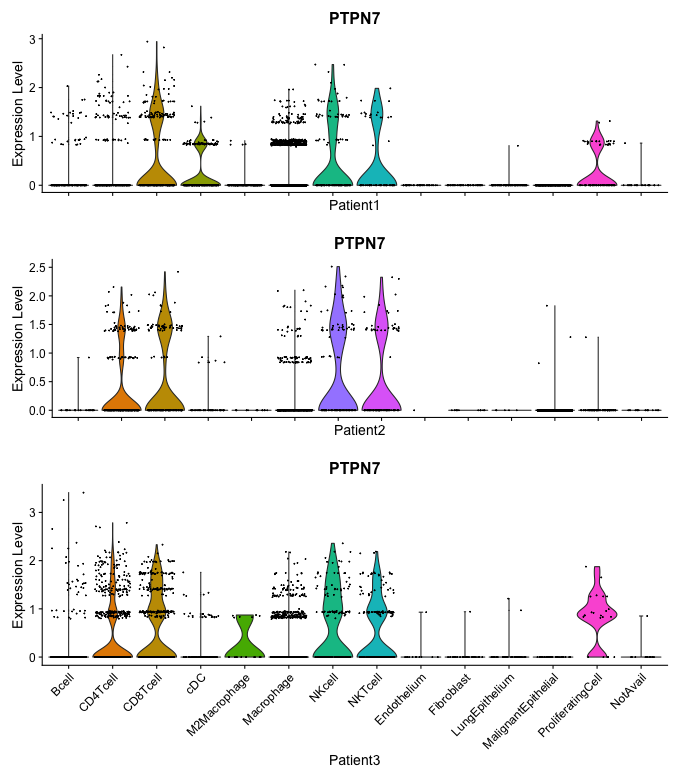 PTPN7
Expression Level
3
2
1
0
Patient1
PTPN7
Expression Level
2.5
2.0
1.5
1.0
0.5
0.0
Patient2
PTPN7
Expression Level
3
2
1
0
Bcell
CD4Tcell
CD8Tcell
cDC
M2Macrophage
Macrophage
NKcell
NKTcell
Endothelium
Fibroblast
LungEpithelium
MalignantEpithelial
ProliferatingCell
NotAvail
Patient3